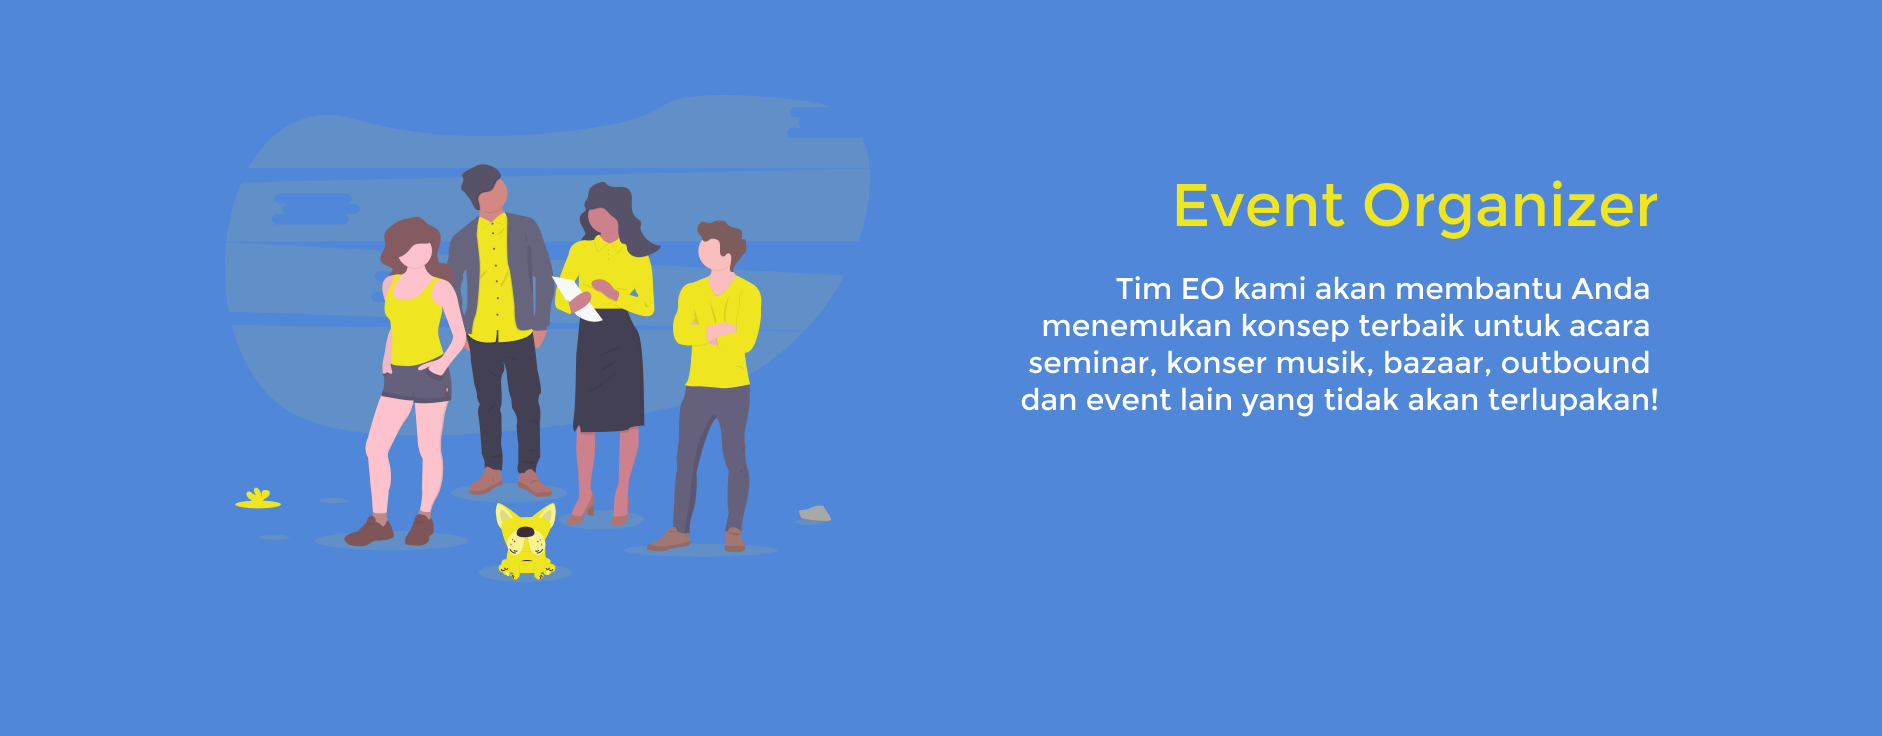 Event Organizer
Tim EO kami akan membantu Anda
menemukan konsep terbaik untuk acara
seminar, konser musik, bazaar, outbound
dan event lain yang tidak akan terlupakan!